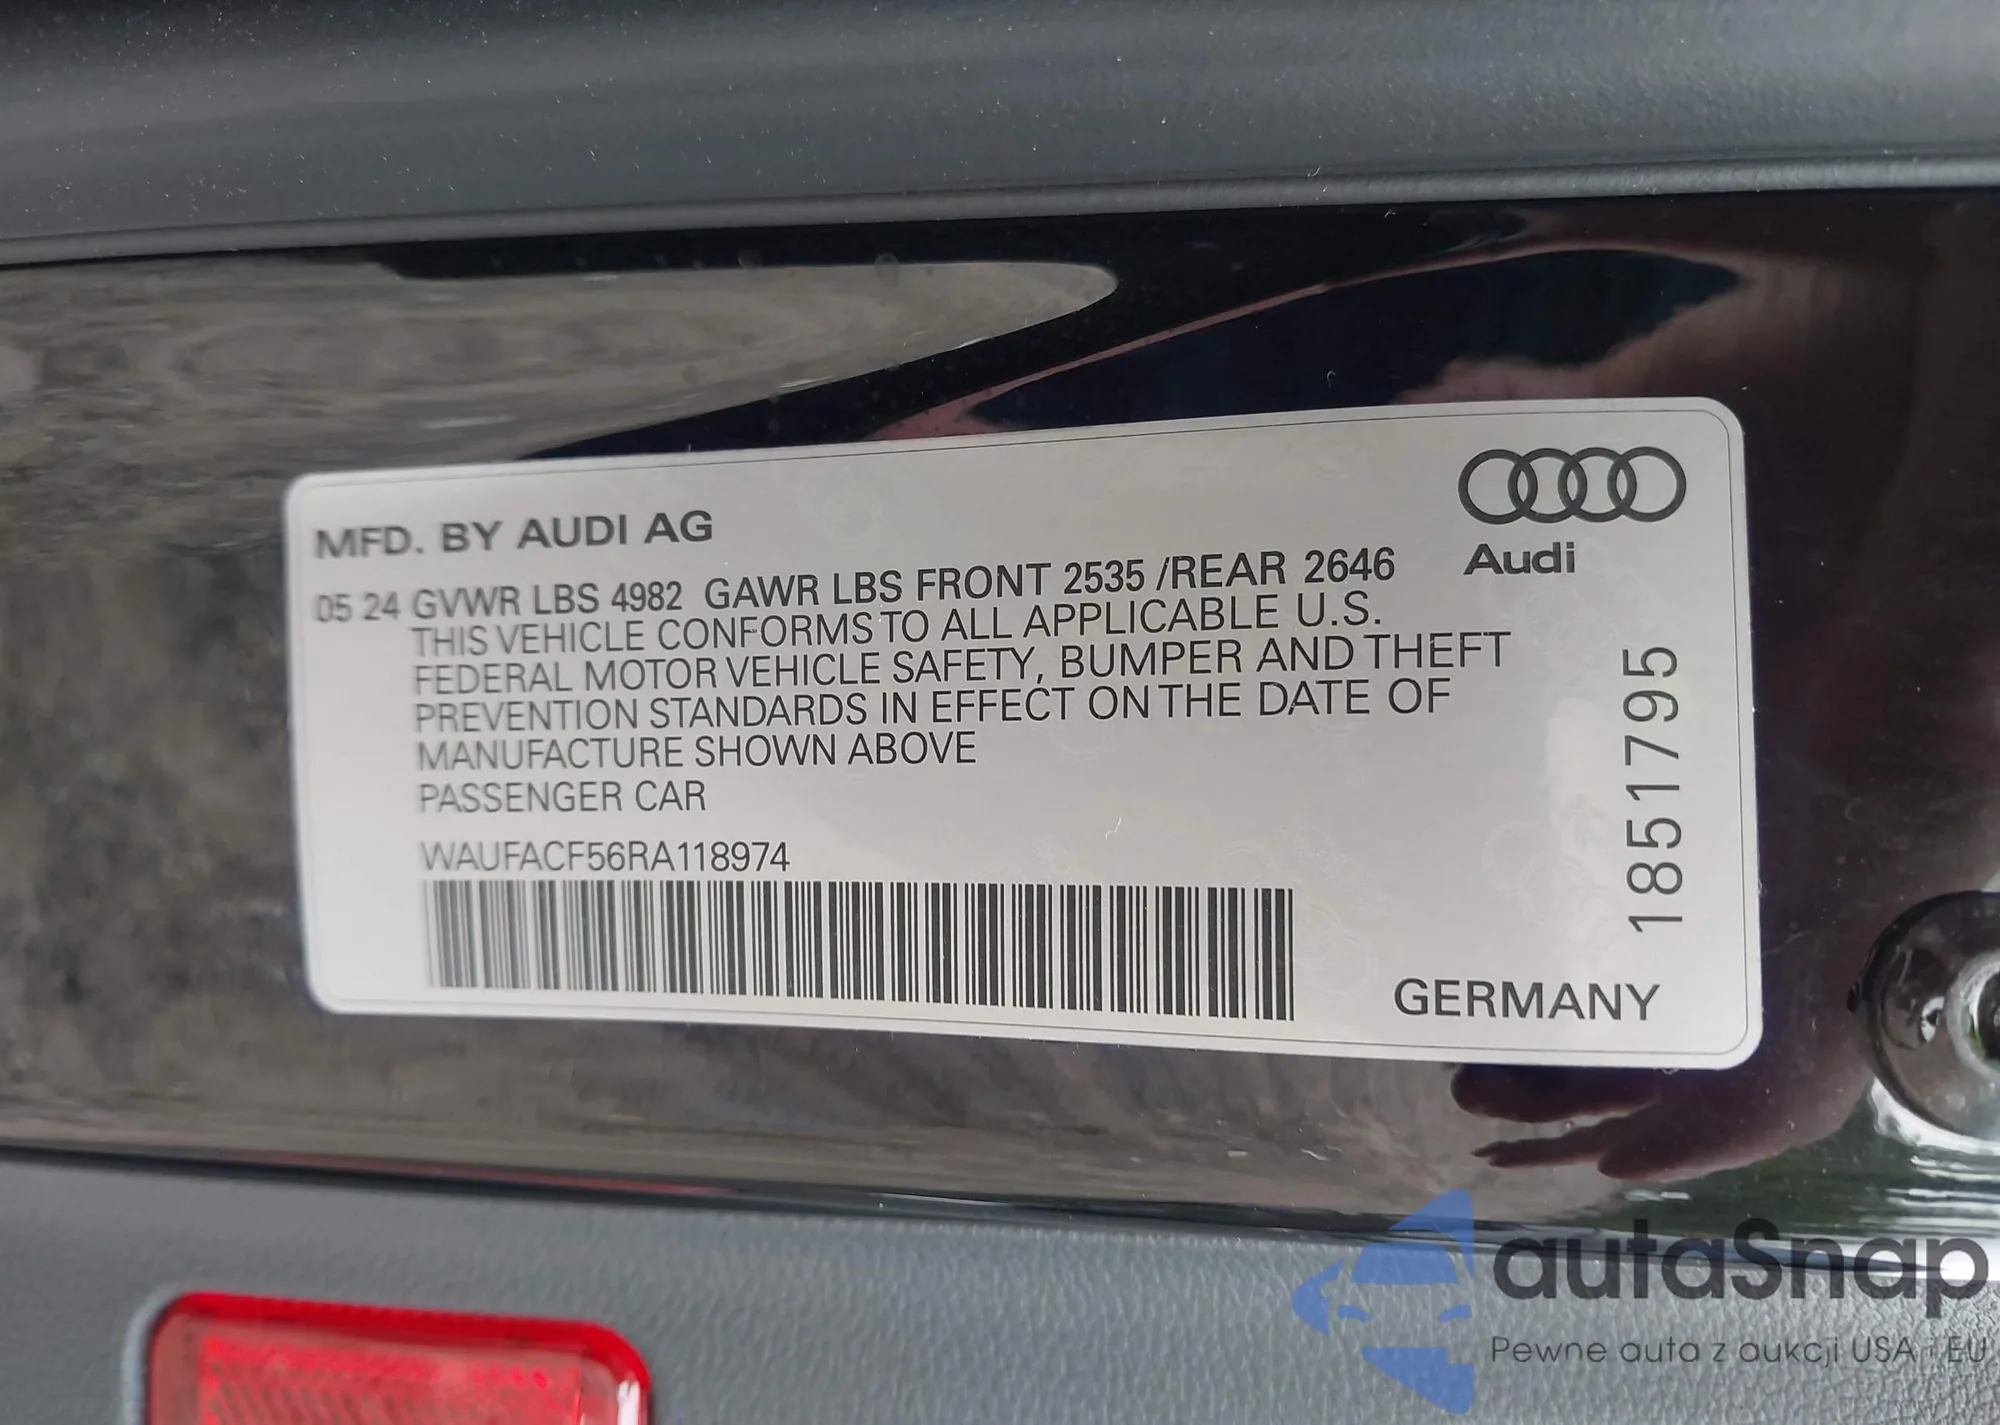 MFD. BY AUDI AG
Audi
05 24 GVWR LBS 4982 GAWR LBS FRONT 2535 /REAR 2646
THIS VEHICLE CONFORMS TO ALL APPLICABLE U.S.
FEDERAL MOTOR VEHICLE SAFETY, BUMPER AND THEFT
PREVENTION STANDARDS IN EFFECT ON THE DATE OF
MANUFACTURE SHOWN ABOVE
PASSENGER CAR
WAUFACF56RA118974
1851795
GERMANY
autaSnap
Pewne auta z aukcji USA i EU